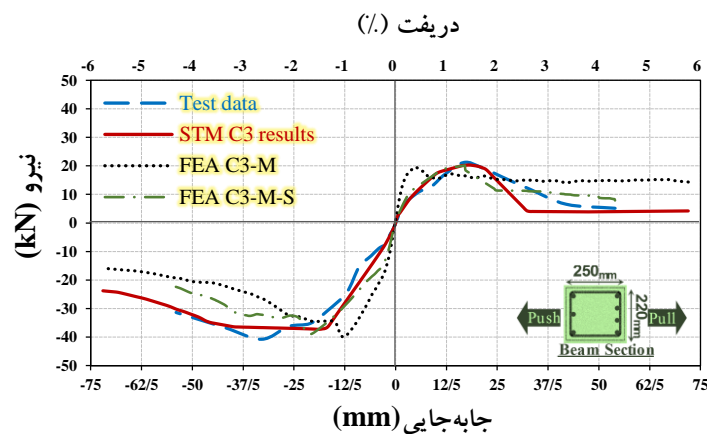 دریفت (٪)
-6 -5 -4 -3 -2 -1 0 1 2 3 4 5 6
50
40
30
20
10
0
-10
-20
-30
-40
-50
نیرو (kN)
Test data
STM C3 results
FEA C3-M
FEA C3-M-S
250mm
220mm
Push
Pull
Beam Section
-75 -62/5 -50 -37/5 -25 -12/5 0 12/5 25 37/5 50 62/5 75
جابه‌جایی (mm)